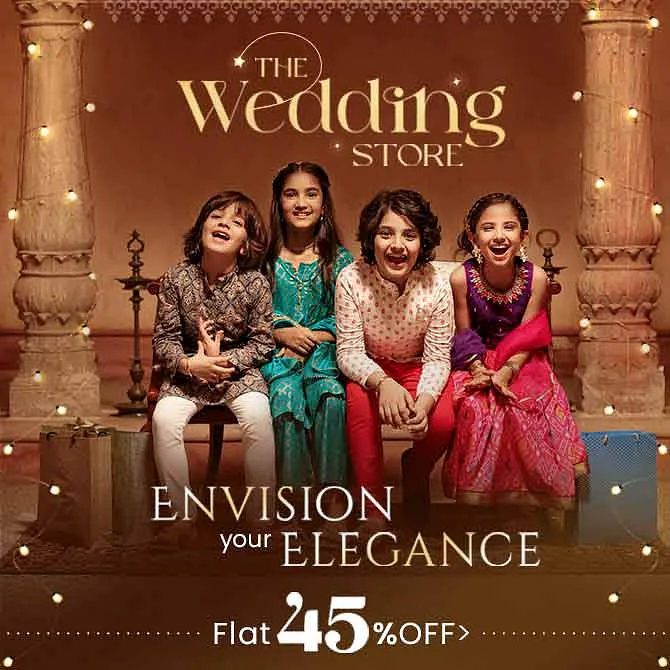 THE
Wedding
STORE
ENVISION
your ELEGANCE
Flat 45%OFF>